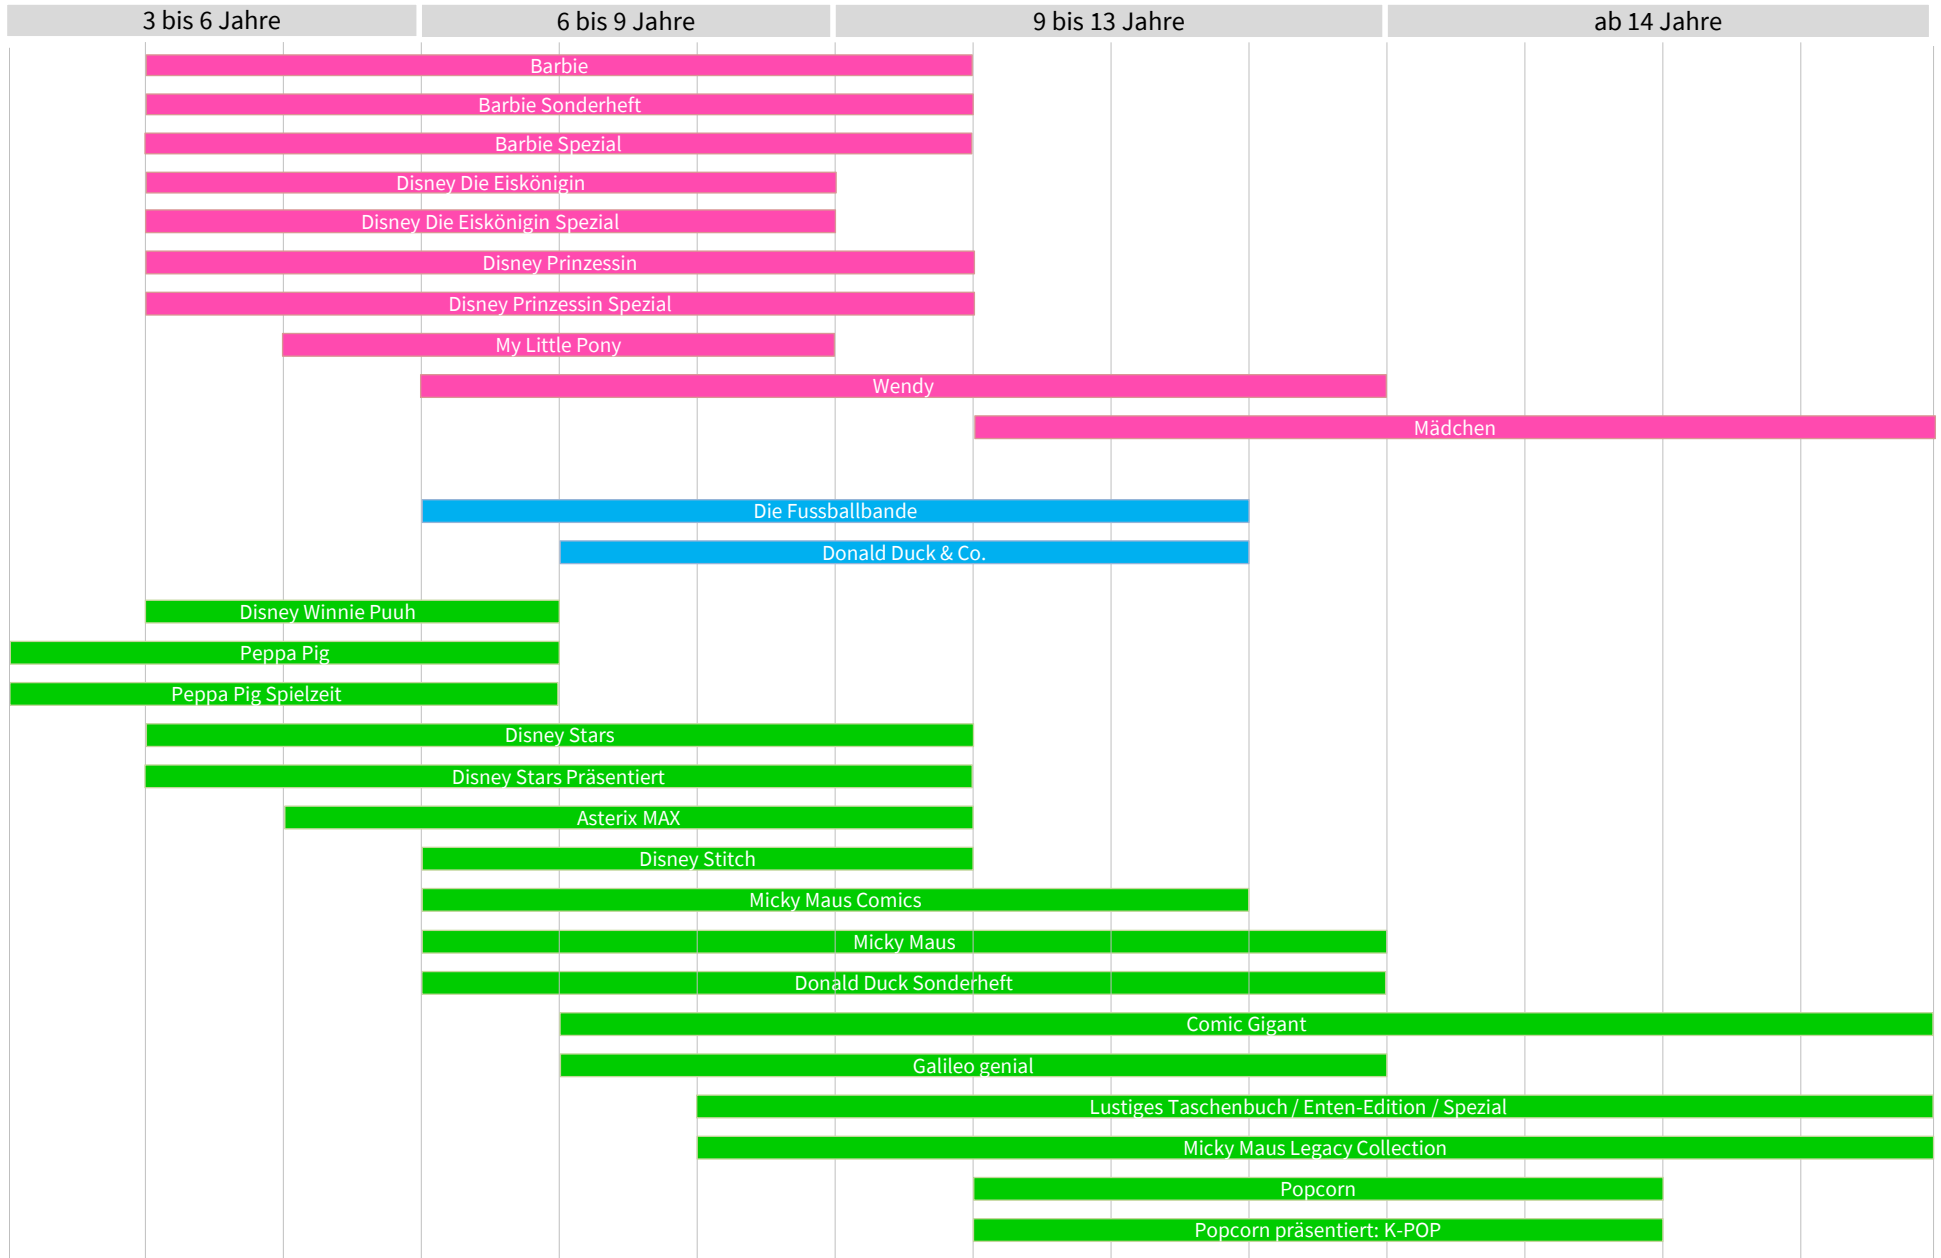 3 bis 6 Jahre
6 bis 9 Jahre
9 bis 13 Jahre
ab 14 Jahre
Barbie
Barbie Sonderheft
Barbie Spezial
Disney Die Eiskönigin
Disney Die Eiskönigin Spezial
Disney Prinzessin
Disney Prinzessin Spezial
My Little Pony
Wendy
Mädchen
Die Fussballbande
Donald Duck & Co.
Disney Winnie Puuh
Peppa Pig
Peppa Pig Spielzeit
Disney Stars
Disney Stars Präsentiert
Asterix MAX
Disney Stitch
Micky Maus Comics
Micky Maus
Donald Duck Sonderheft
Comic Gigant
Galileo genial
Lustiges Taschenbuch / Enten-Edition / Spezial
Micky Maus Legacy Collection
Popcorn
Popcorn präsentiert: K-POP